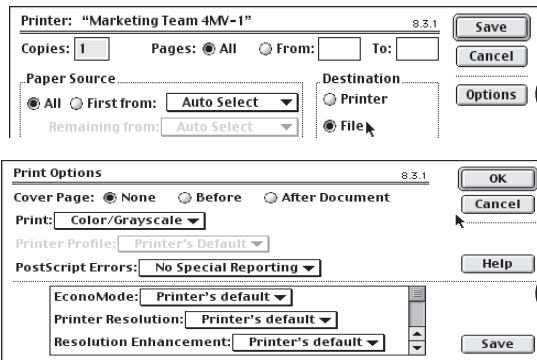 Printer: “Marketing Team 4MV-1” 8.3.1 Save
Copies: 1 Pages: All From: To: Cancel
Paper Source Destination
All First from: Auto Select Printer Options
Remaining from: Auto Select File
Print Options 8.3.1 OK
Cover Page: None Before After Document Cancel
Print: Color/Grayscale
Printer Profile: Printer's Default
PostScript Errors: No Special Reporting Help
EconoMode: Printer's default
Printer Resolution: Printer's default
Resolution Enhancement: Printer's default Save